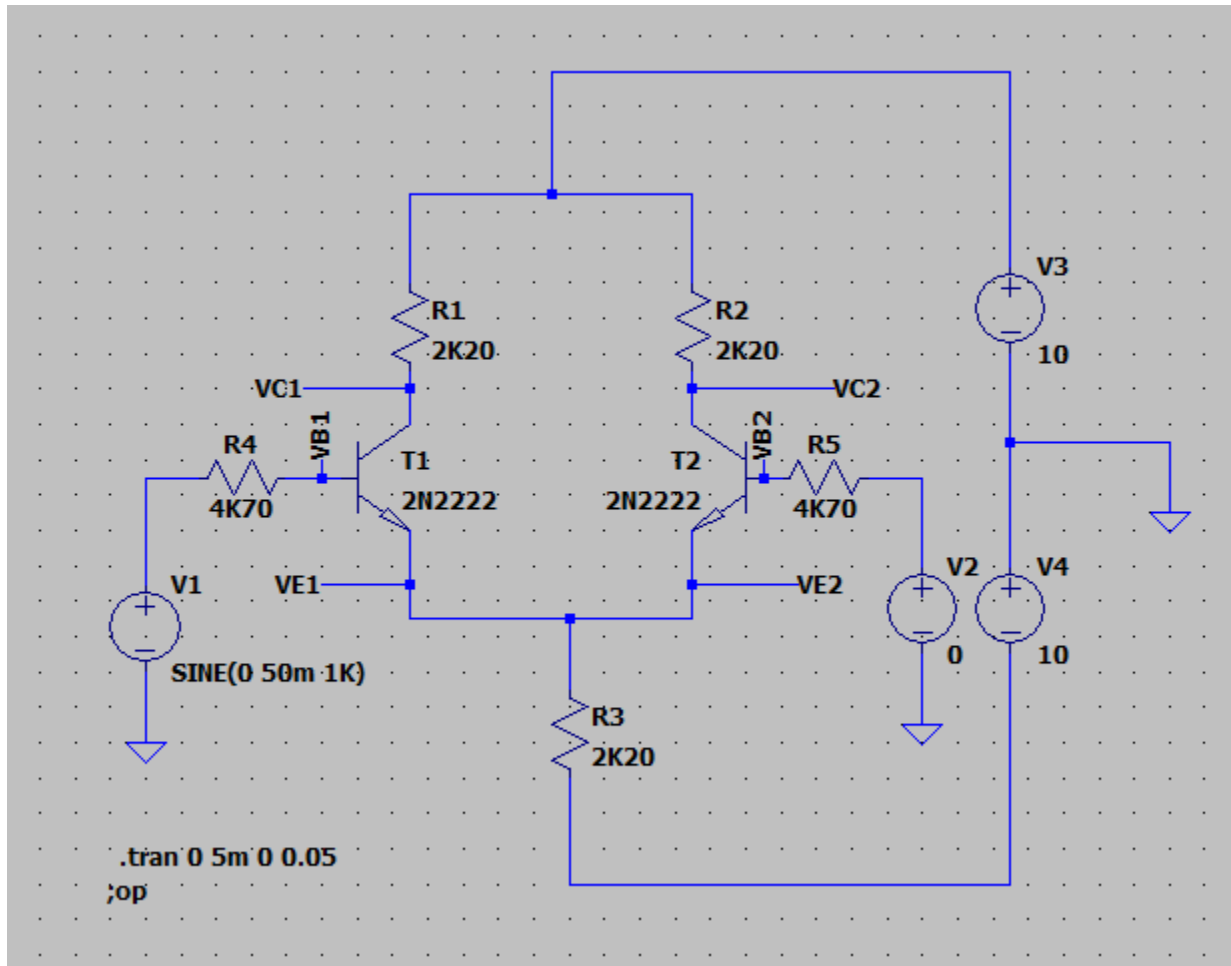 V3
10
R1
2K20
R2
2K20
VC1
VC2
VB1
VB2
R4
4K70
T1
2N2222
T2
2N2222
R5
4K70
V1
SINE(0 50m 1K)
VE1
VE2
V2
0
V4
10
R3
2K20
.tran 0 5m 0 0.05
;op